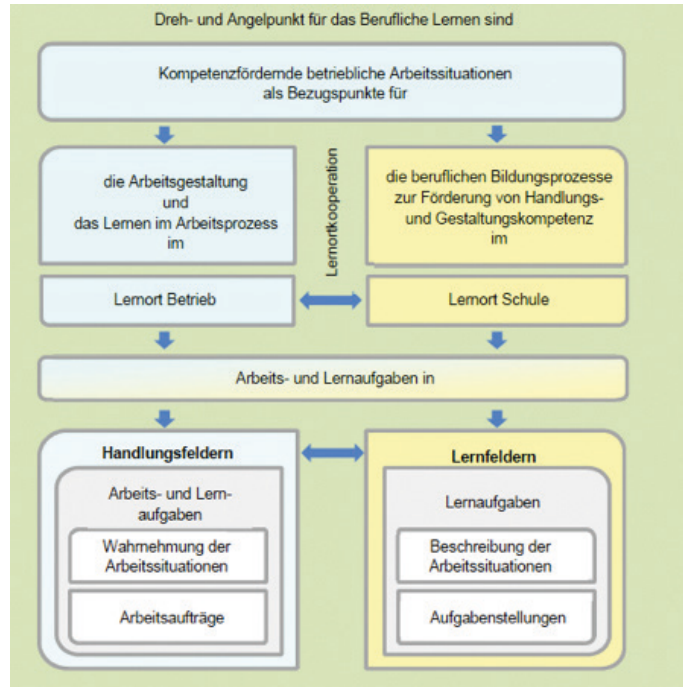 Dreh- und Angelpunkt für das Berufliche Lernen sind
Kompetenzfördernde betriebliche Arbeitssituationen
als Bezugspunkte für
die Arbeitsgestaltung
und
das Lernen im Arbeitsprozess
im
Lernortkooperation
die beruflichen Bildungsprozesse
zur Förderung von Handlungs-
und Gestaltungskompetenz
im
Lernort Betrieb
Lernort Schule
Arbeits- und Lernaufgaben in
Handlungsfeldern
Arbeits- und Lern-
aufgaben
Wahrnehmung der
Arbeitssituationen
Arbeitsaufträge
Lernfeldern
Lernaufgaben
Beschreibung der
Arbeitssituationen
Aufgabenstellungen